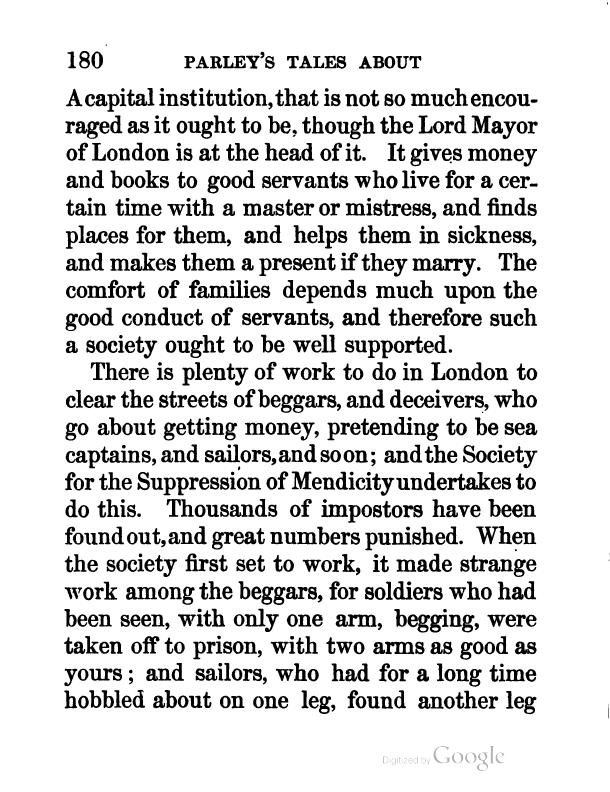 180 PARLEY'S TALES ABOUT
A capital institution, that is not so much encou-
raged as it ought to be, though the Lord Mayor
of London is at the head of it. It gives money
and books to good servants who live for a cer-
tain time with a master or mistress, and finds
places for them, and helps them in sickness,
and makes them a present if they marry. The
comfort of families depends much upon the
good conduct of servants, and therefore such
a society ought to be well supported.
There is plenty of work to do in London to
clear the streets of beggars, and deceivers, who
go about getting money, pretending to be sea
captains, and sailors, and so on; and the Society
for the Suppression of Mendicity undertakes to
do this. Thousands of impostors have been
found out, and great numbers punished. When
the society first set to work, it made strange
work among the beggars, for soldiers who had
been seen, with only one arm, begging, were
taken off to prison, with two arms as good as
yours; and sailors, who had for a long time
hobbled about on one leg, found another leg
Digitized by Google